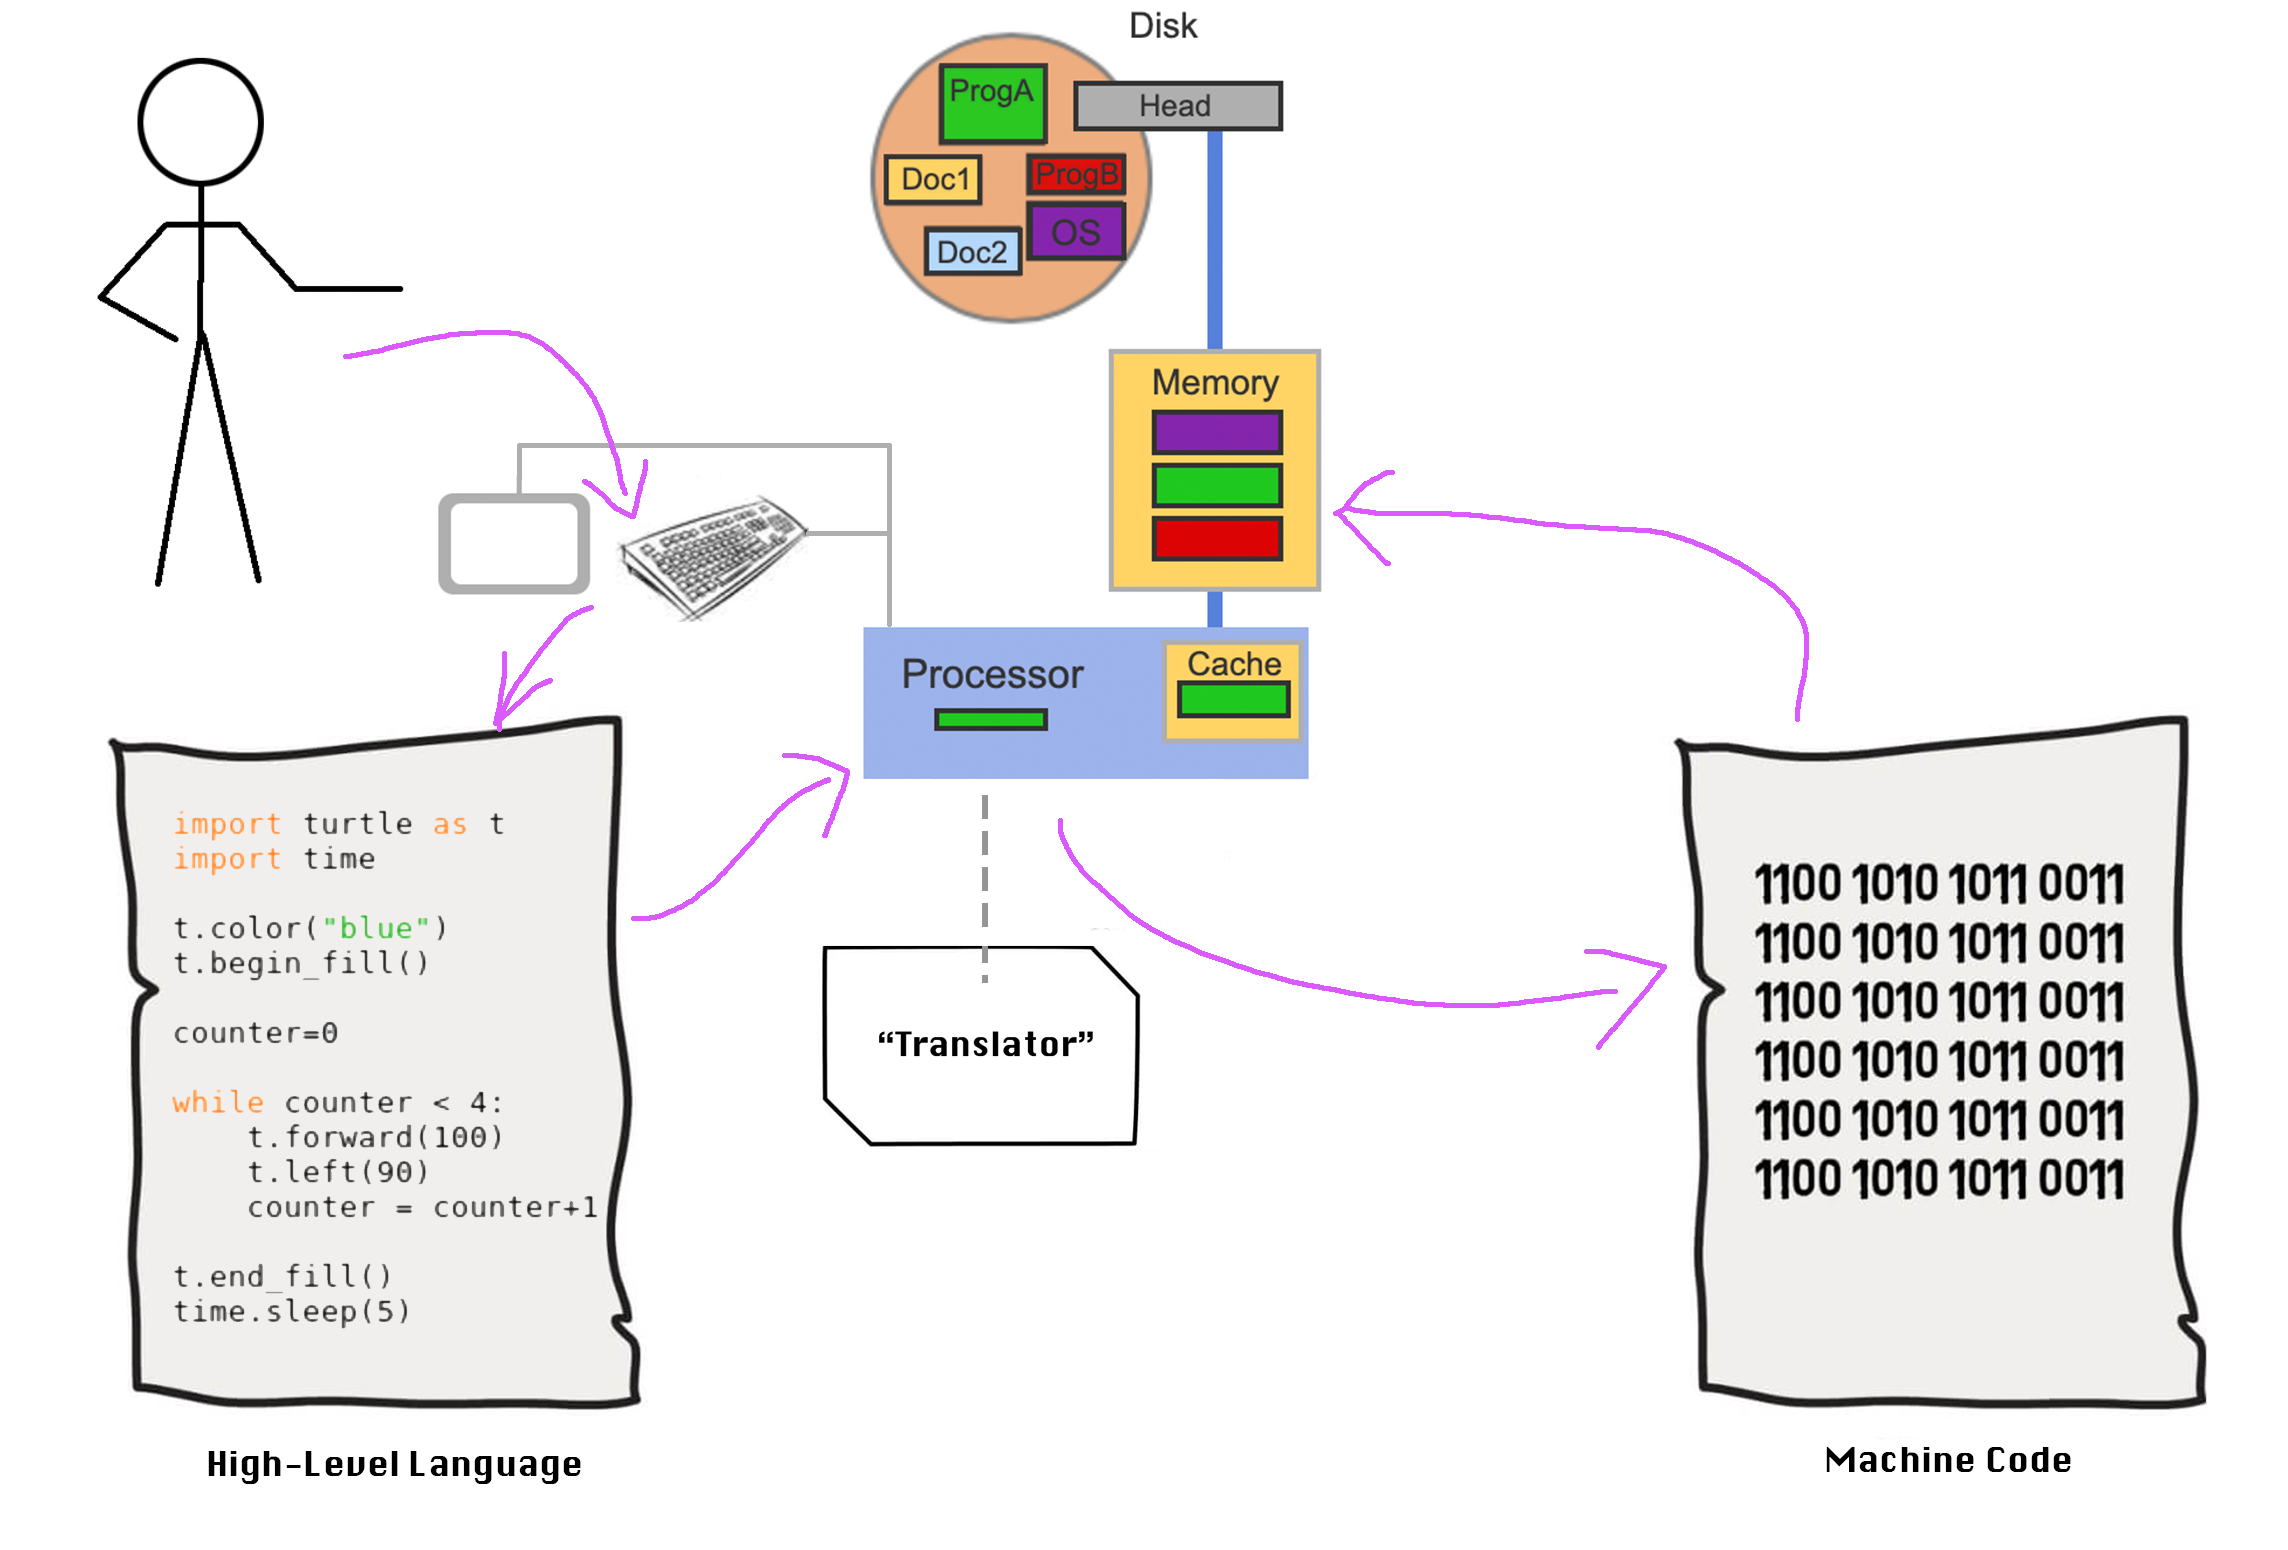 Disk
ProgA
Head
Doc1
ProgB
OS
Doc2
Memory
Processor
Cache
import turtle as t
import time
t.color("blue")
t.begin_fill()
counter=0
while counter < 4:
    t.forward(100)
    t.left(90)
    counter = counter+1
t.end_fill()
time.sleep(5)
High-Level Language
“Translator”
1100 1010 1011 0011
1100 1010 1011 0011
1100 1010 1011 0011
1100 1010 1011 0011
1100 1010 1011 0011
1100 1010 1011 0011
Machine Code